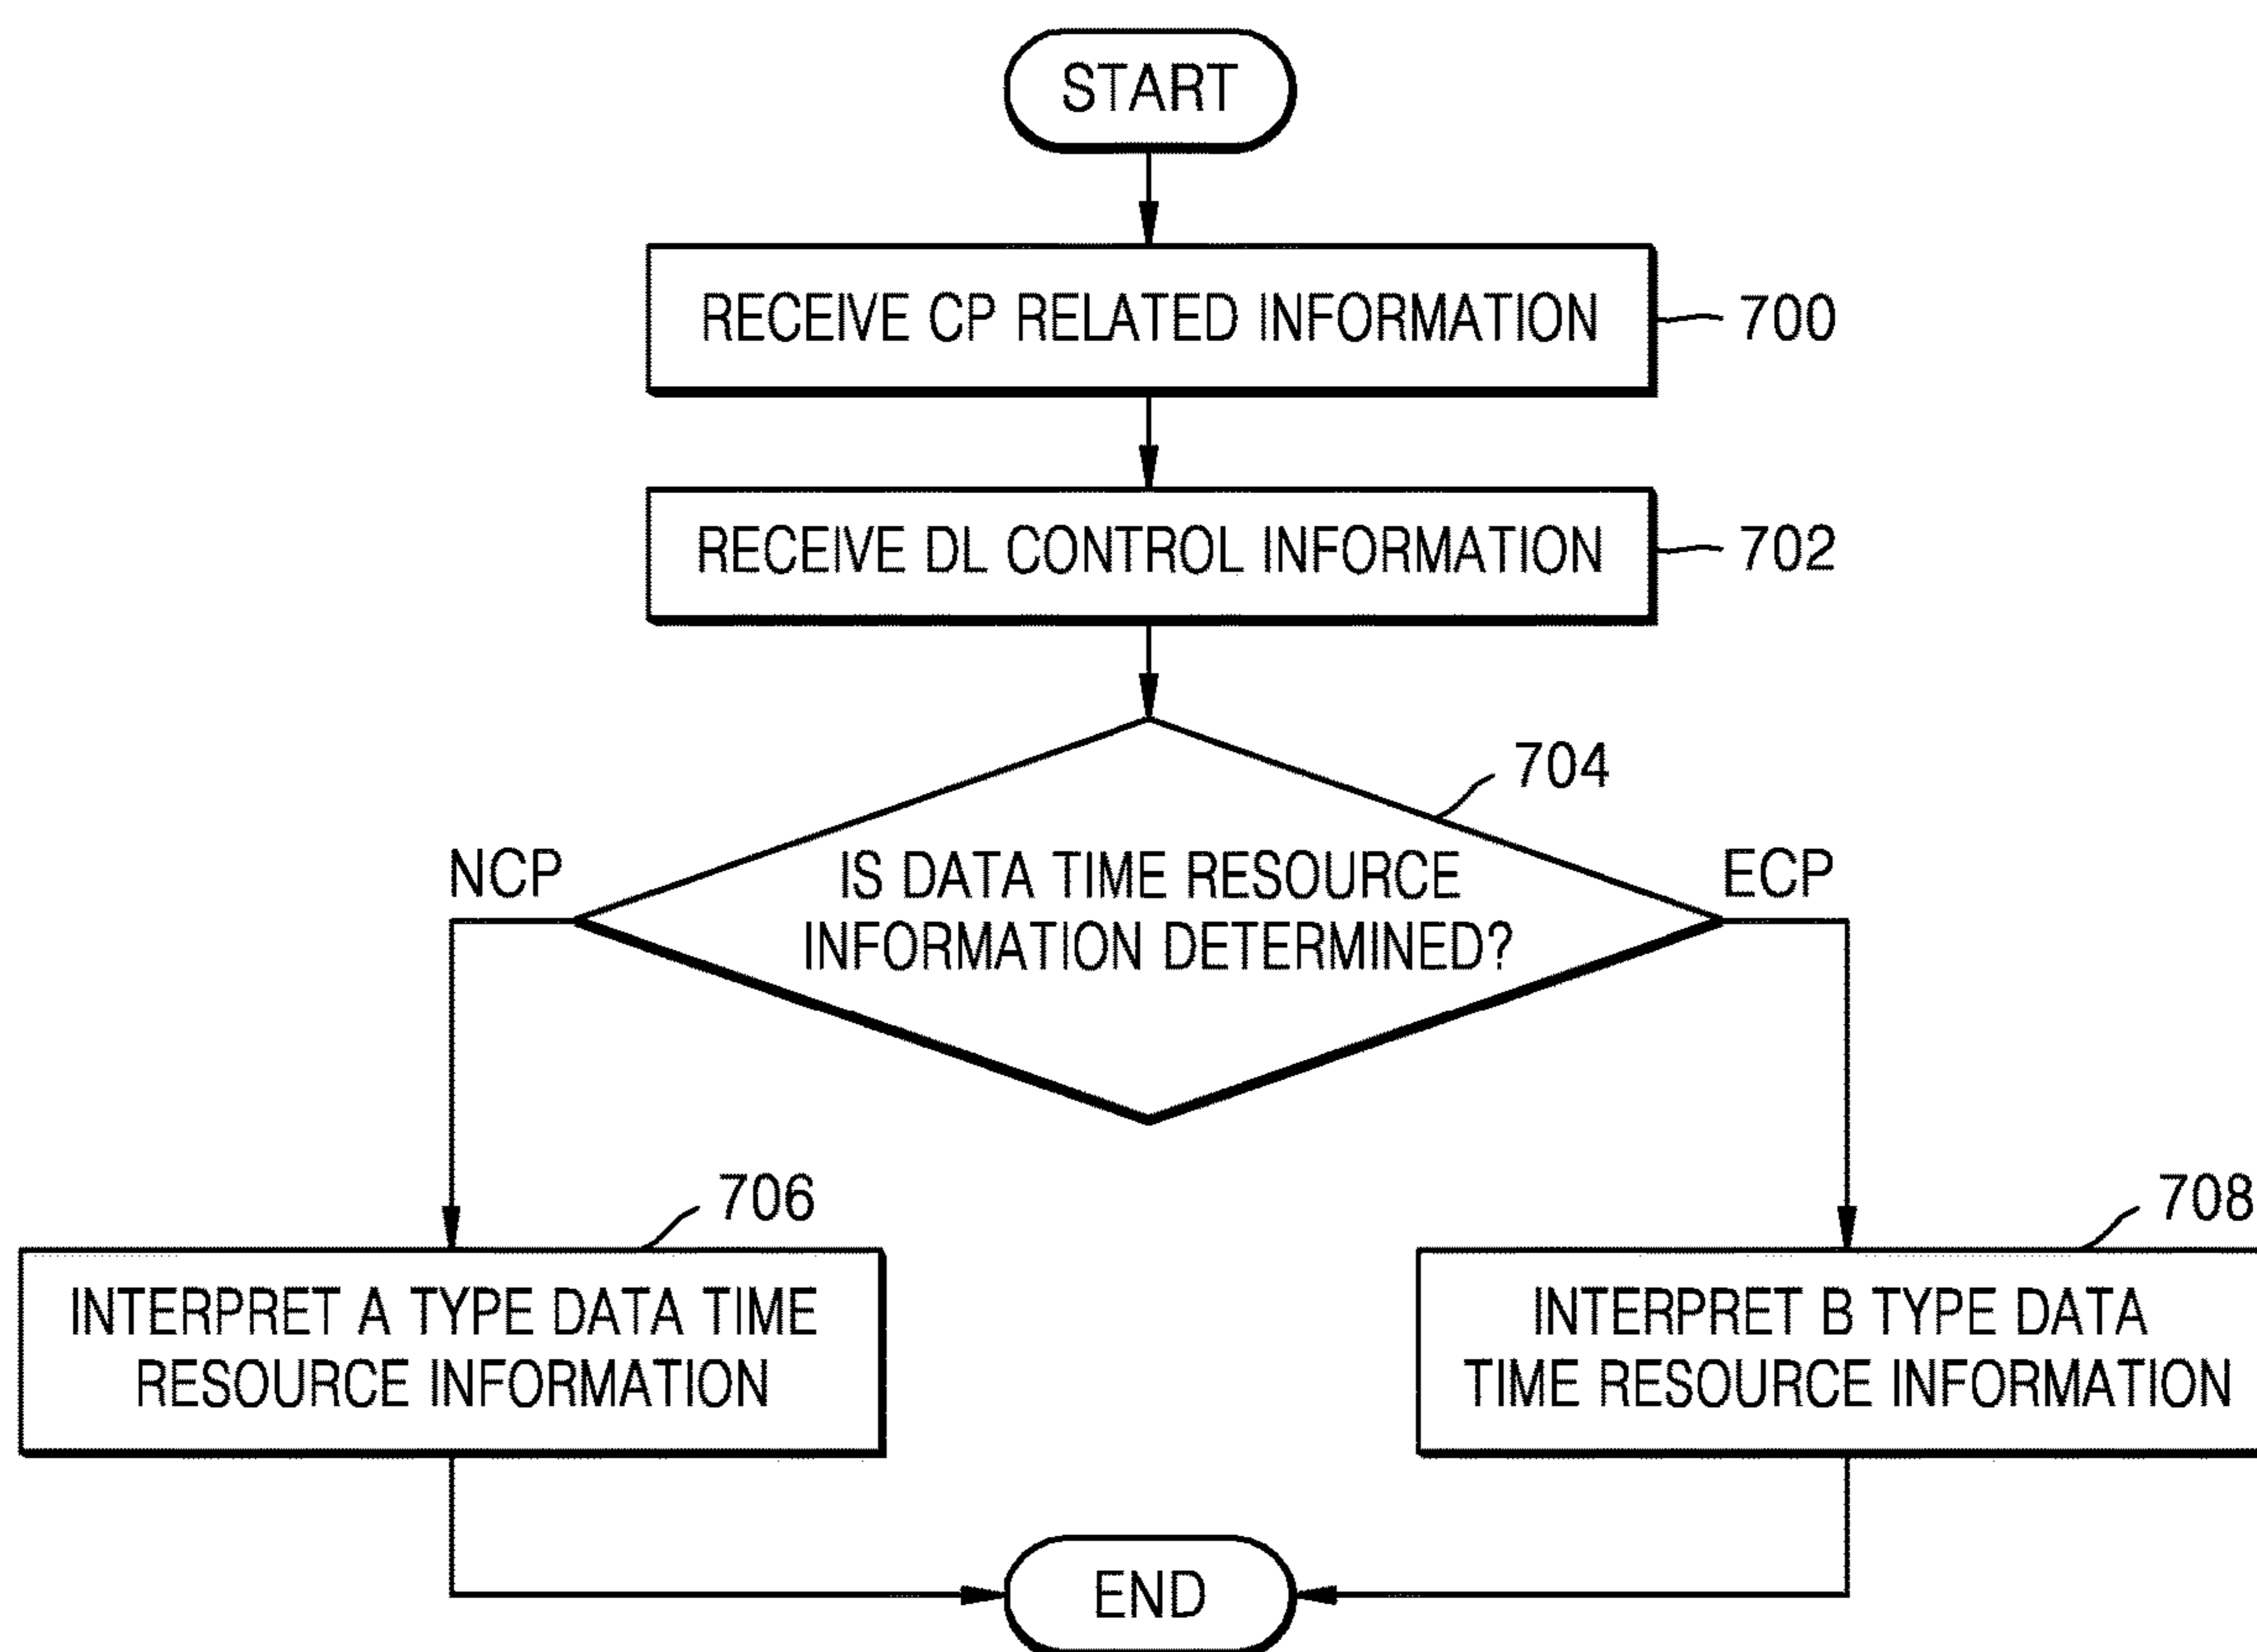 START
RECEIVE CP RELATED INFORMATION
700
RECEIVE DL CONTROL INFORMATION
702
704
NCP
IS DATA TIME RESOURCE
INFORMATION DETERMINED?
ECP
706
INTERPRET A TYPE DATA TIME
RESOURCE INFORMATION
708
INTERPRET B TYPE DATA
TIME RESOURCE INFORMATION
END